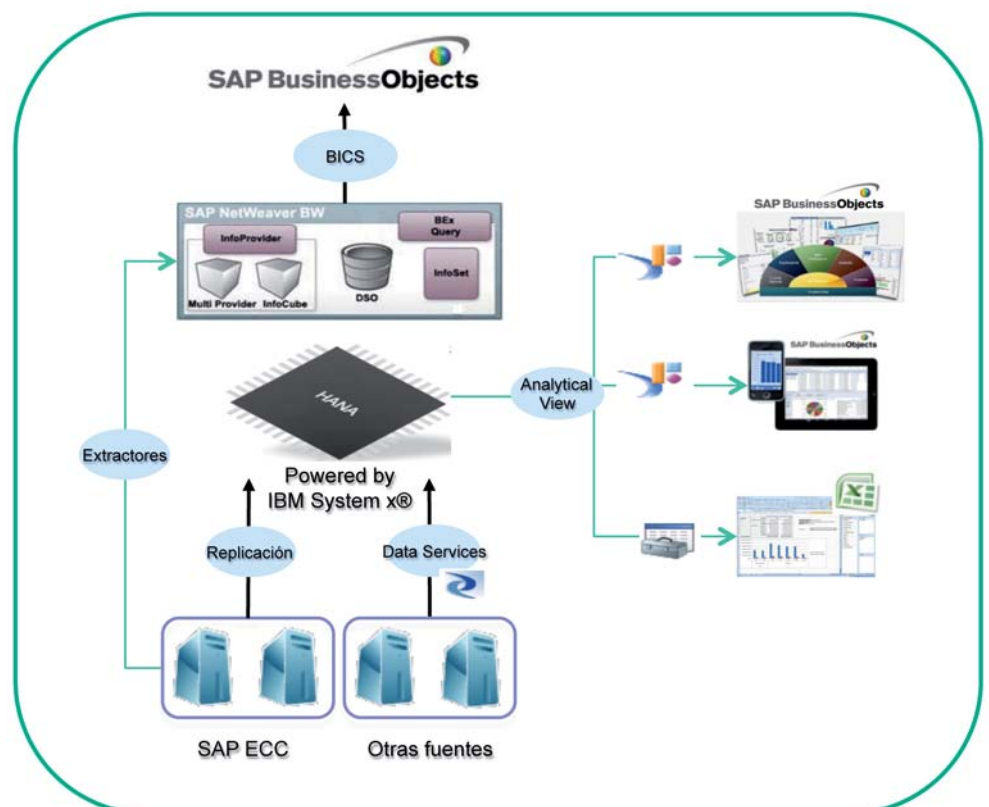 SAP BusinessObjects
BICS
SAP NetWeaver BW
InfoProvider
BEx
Query
Multi Provider
InfoCube
DSO
InfoSet
HANA
Powered by
IBM System x®
Extractores
Replicación
Data Services
SAP ECC
Otras fuentes
Analytical
View
SAP BusinessObjects
SAP BusinessObjects